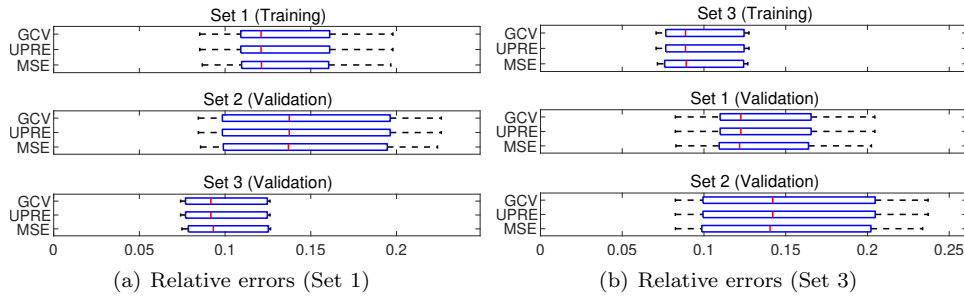 Set 1 (Training)
GCV
UPRE
MSE
Set 2 (Validation)
GCV
UPRE
MSE
Set 3 (Validation)
GCV
UPRE
MSE
0 0.05 0.1 0.15 0.2
(a) Relative errors (Set 1)
Set 3 (Training)
GCV
UPRE
MSE
Set 1 (Validation)
GCV
UPRE
MSE
Set 2 (Validation)
GCV
UPRE
MSE
0 0.05 0.1 0.15 0.2 0.25
(b) Relative errors (Set 3)